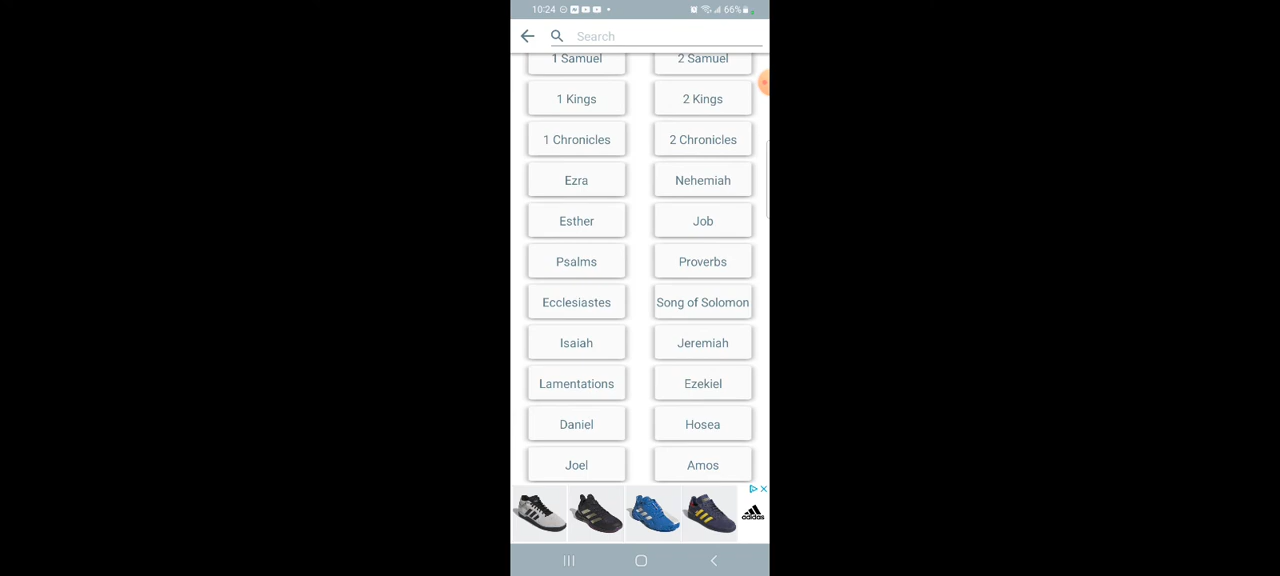 10:24 66%
Search
1 Samuel 2 Samuel
1 Kings 2 Kings
1 Chronicles 2 Chronicles
Ezra Nehemiah
Esther Job
Psalms Proverbs
Ecclesiastes Song of Solomon
Isaiah Jeremiah
Lamentations Ezekiel
Daniel Hosea
Joel Amos
adidas